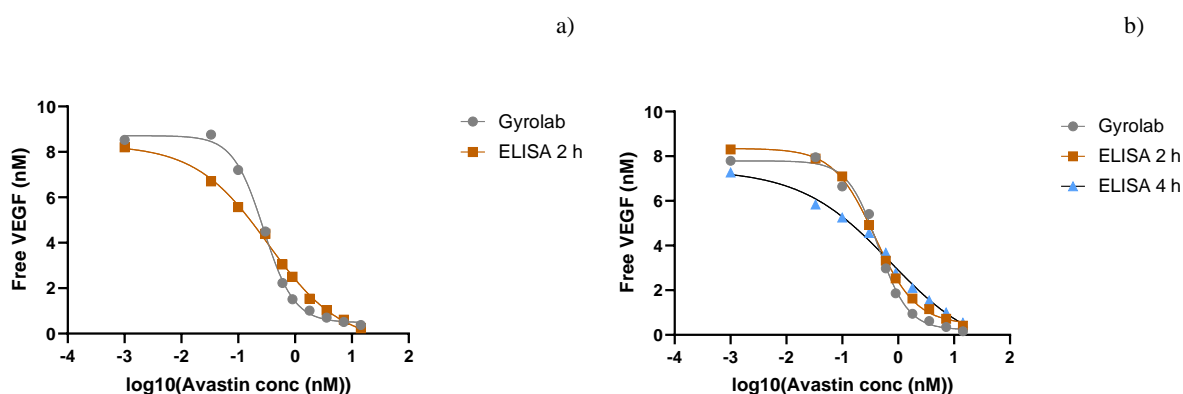 a)
b)
10
8
6
4
2
0
Free VEGF (nM)
-4 -3 -2 -1 0 1 2
log10(Avastin conc (nM))
Gyrolab
ELISA 2 h
10
8
6
4
2
0
Free VEGF (nM)
-4 -3 -2 -1 0 1 2
log10(Avastin conc (nM))
Gyrolab
ELISA 2 h
ELISA 4 h